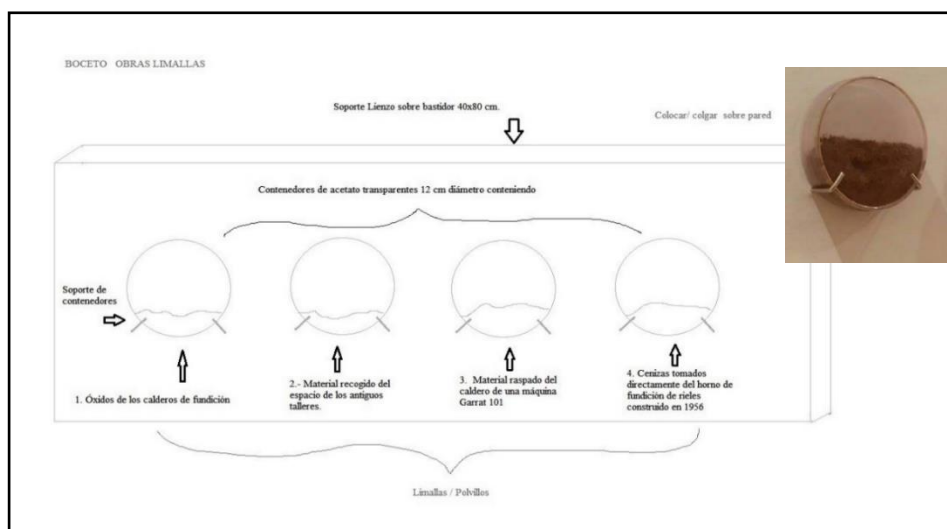 BOCETO OBRAS LIMALLAS
Soporte Lienzo sobre bastidor 40x80 cm.
Colocar/ colgar sobre pared
Contenedores de acetato transparentes 12 cm diámetro conteniendo
Soporte de
contenedores
1. Óxidos de los calderos de fundición
2.- Material recogido del
espacio de los antiguos
talleres.
3. Material raspado del
caldero de una máquina
Garrat 101
4. Cenizas tomados
directamente del horno de
fundición de rieles
construido en 1956
Limallas / Polvillos